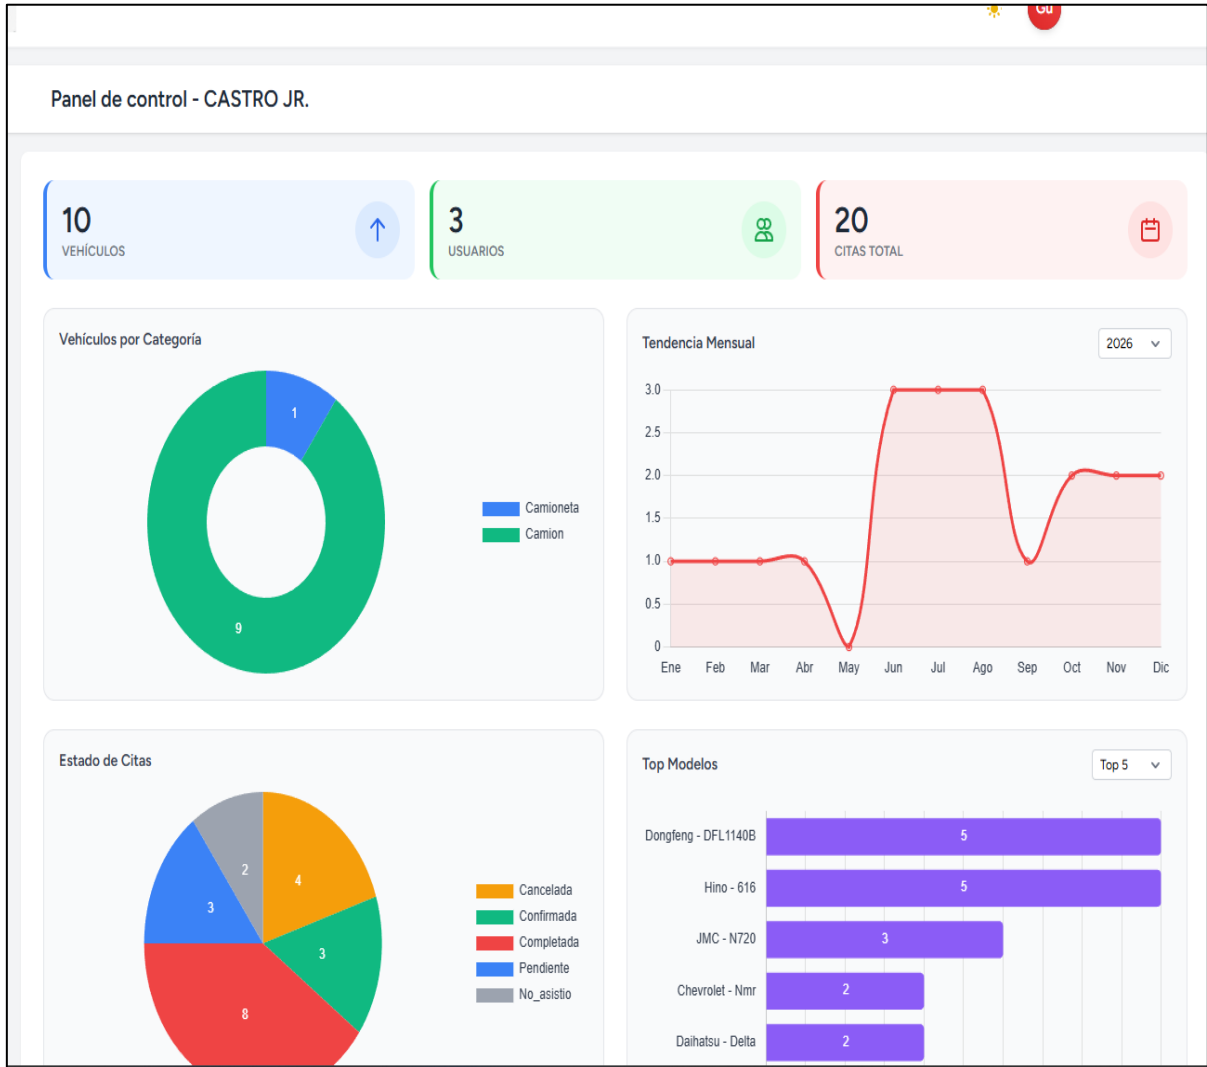 Gu
Panel de control - CASTRO JR.
10
VEHÍCULOS
3
USUARIOS
20
CITAS TOTAL
Vehículos por Categoría
1
9
Camioneta
Camion
Tendencia Mensual
2026
3.0
2.5
2.0
1.5
1.0
0.5
0
Ene Feb Mar Abr May Jun Jul Ago Sep Oct Nov Dic
Estado de Citas
2
4
3
3
8
Cancelada
Confirmada
Completada
Pendiente
No_asistio
Top Modelos
Top 5
Dongfeng - DFL1140B 5
Hino - 616 5
JMC - N720 3
Chevrolet - Nmr 2
Daihatsu - Delta 2